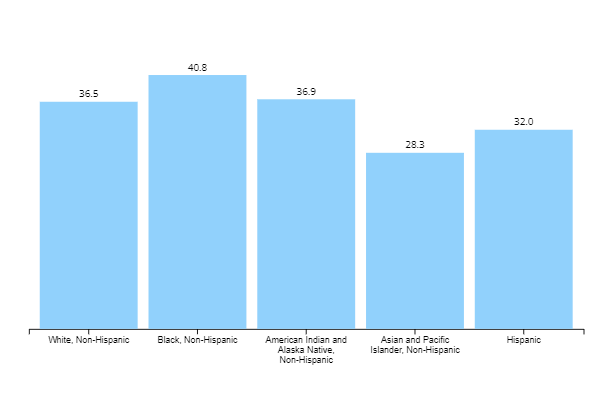 36.5
40.8
36.9
28.3
32.0
White, Non-Hispanic
Black, Non-Hispanic
American Indian and
Alaska Native,
Non-Hispanic
Asian and Pacific
Islander, Non-Hispanic
Hispanic